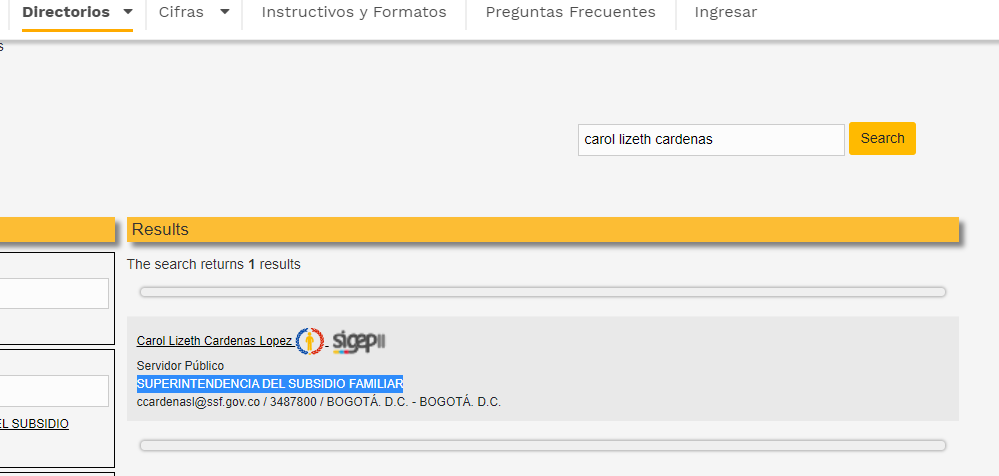 Directorios
Cifras
Instructivos y Formatos
Preguntas Frecuentes
Ingresar
s
carol lizeth cardenas
Search
Results
The search returns 1 results
Carol Lizeth Cardenas Lopez sigepII
Servidor Público
SUPERINTENDENCIA DEL SUBSIDIO FAMILIAR
ccardenasl@ssf.gov.co / 3487800 / BOGOTÁ. D.C. - BOGOTÁ. D.C.
EL SUBSIDIO